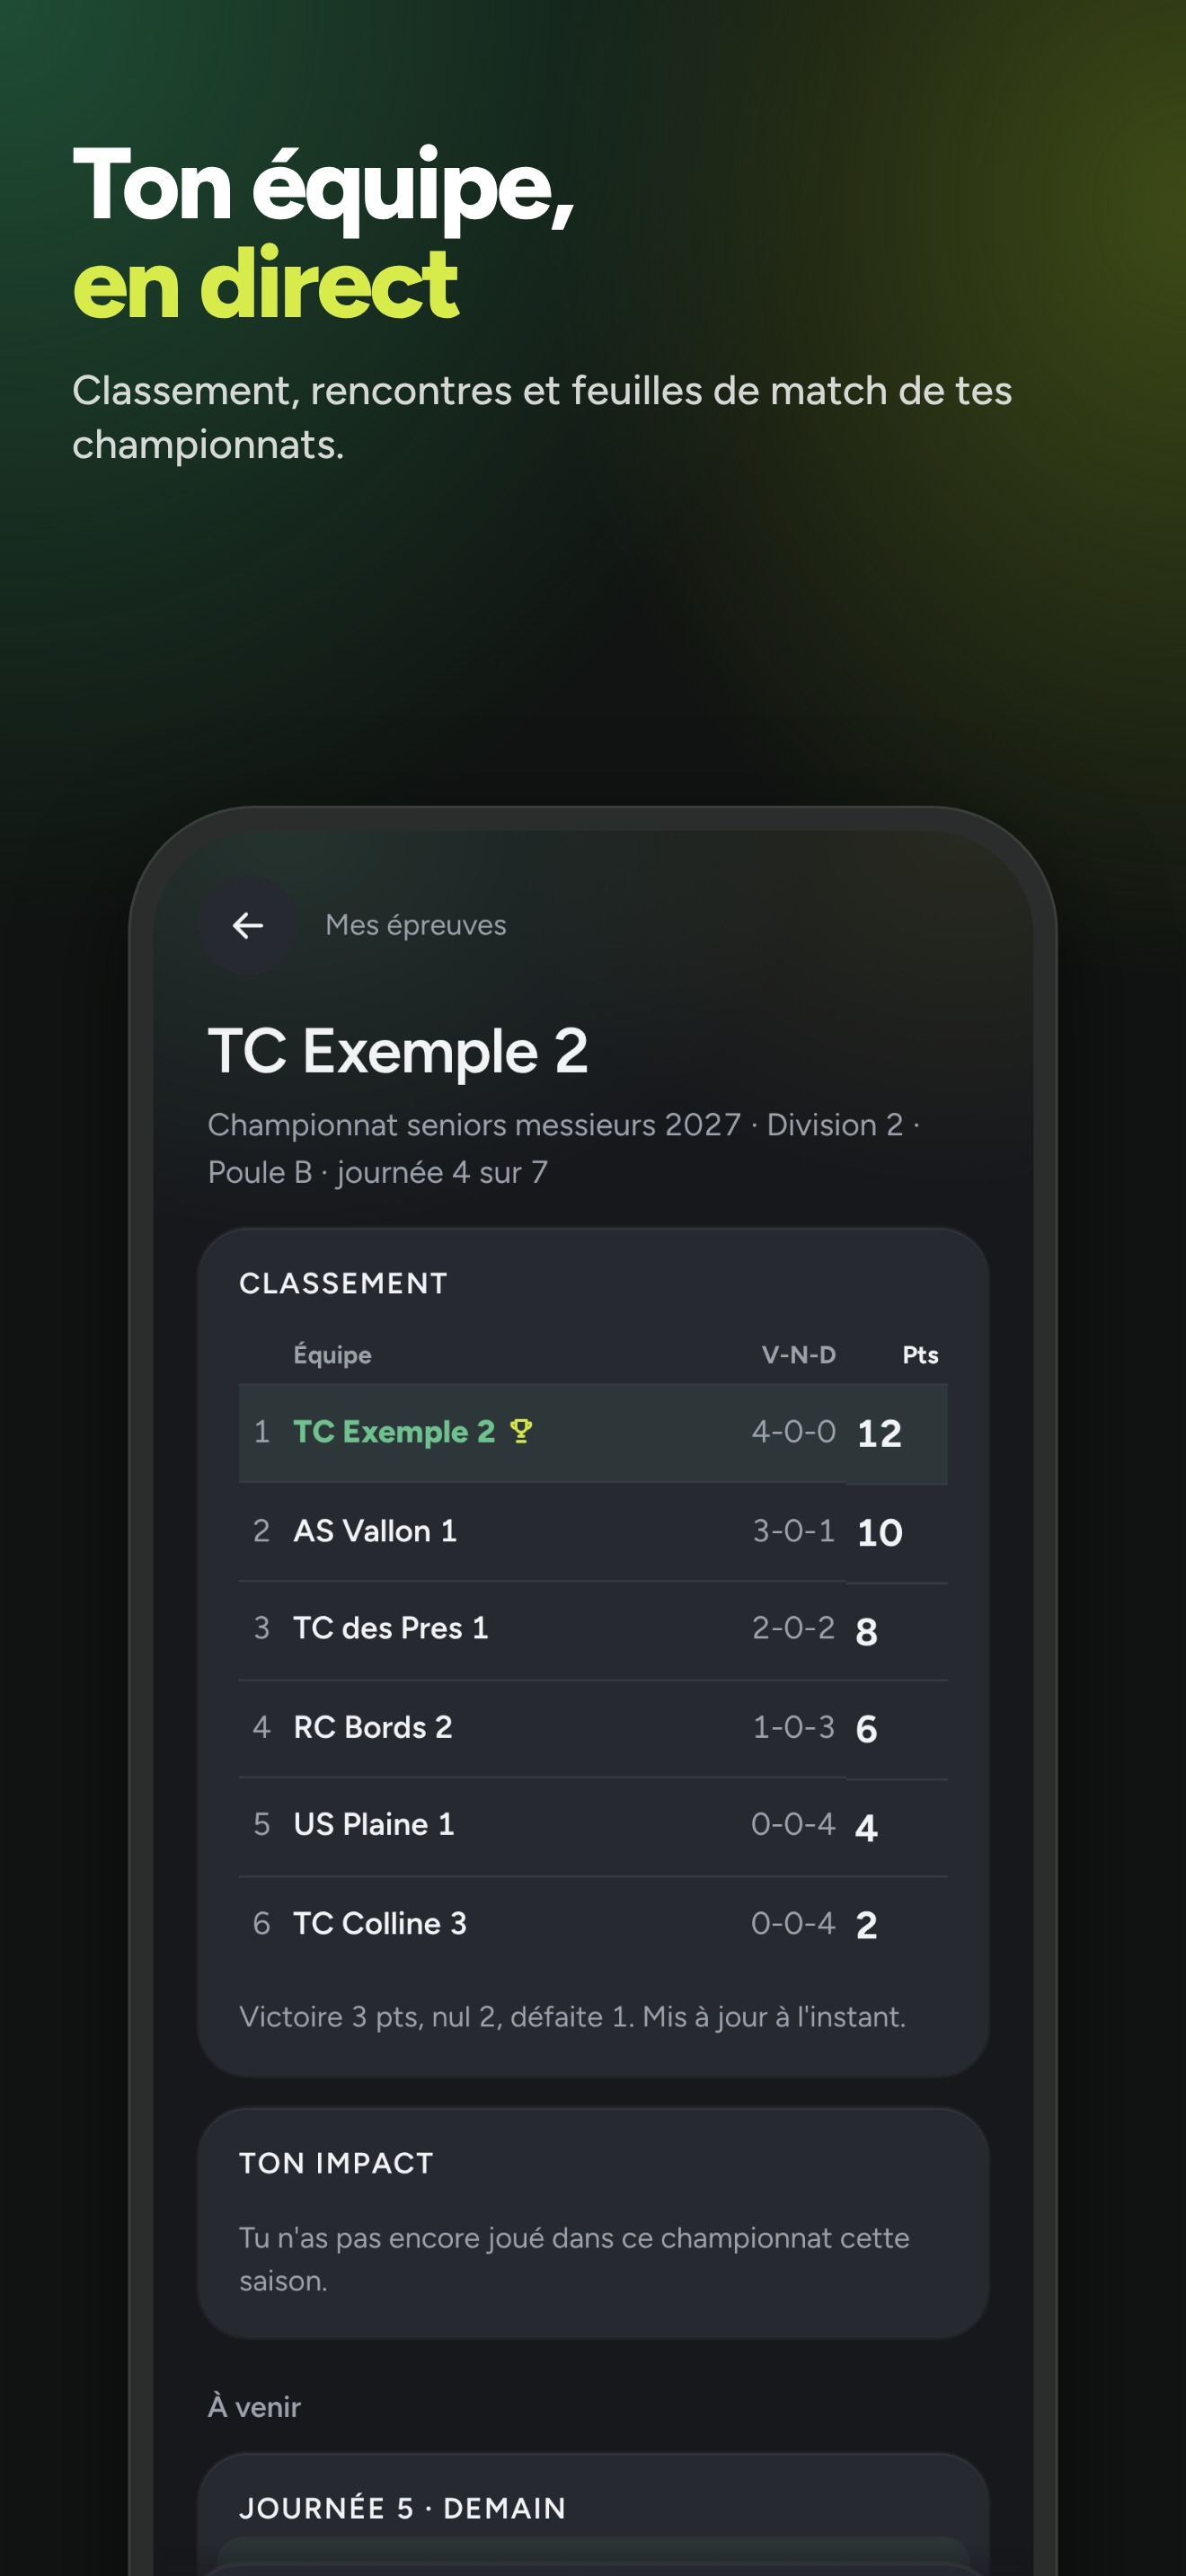 Ton équipe,
en direct
Classement, rencontres et feuilles de match de tes
championnats.
Mes épreuves
TC Exemple 2
Championnat seniors messieurs 2027 · Division 2 ·
Poule B · journée 4 sur 7
CLASSEMENT
Équipe V-N-D Pts
1 TC Exemple 2 4-0-0 12
2 AS Vallon 1 3-0-1 10
3 TC des Pres 1 2-0-2 8
4 RC Bords 2 1-0-3 6
5 US Plaine 1 0-0-4 4
6 TC Colline 3 0-0-4 2
Victoire 3 pts, nul 2, défaite 1. Mis à jour à l'instant.
TON IMPACT
Tu n'as pas encore joué dans ce championnat cette
saison.
À venir
JOURNÉE 5 · DEMAIN